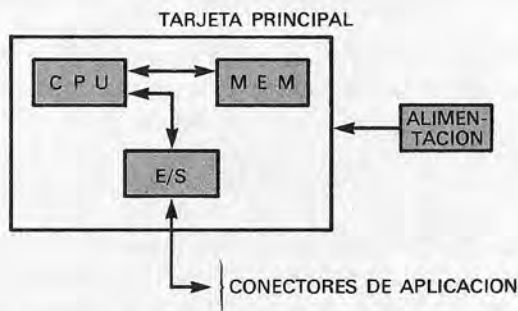 TARJETA PRINCIPAL
C P U
M E M
ALIMEN-
TACION
E/S
CONECTORES DE APLICACION